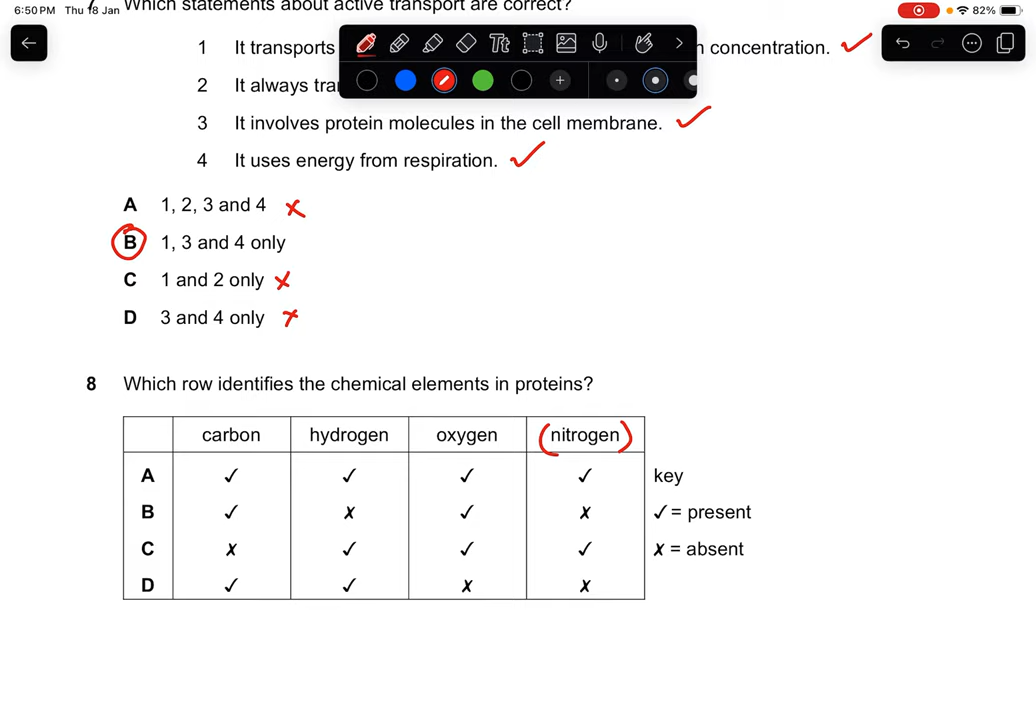 6:50 PM Thu 18 Jan 82%
7 Which statements about active transport are correct?
1 It transports concentration.
2 It always
3 It involves protein molecules in the cell membrane.
4 It uses energy from respiration.
A 1, 2, 3 and 4
B 1, 3 and 4 only
C 1 and 2 only
D 3 and 4 only
8 Which row identifies the chemical elements in proteins?
carbon hydrogen oxygen nitrogen
A ✓ ✓ ✓ ✓ key
B ✓ ✗ ✓ ✗ ✓ = present
C ✗ ✓ ✓ ✓ ✗ = absent
D ✓ ✓ ✗ ✗